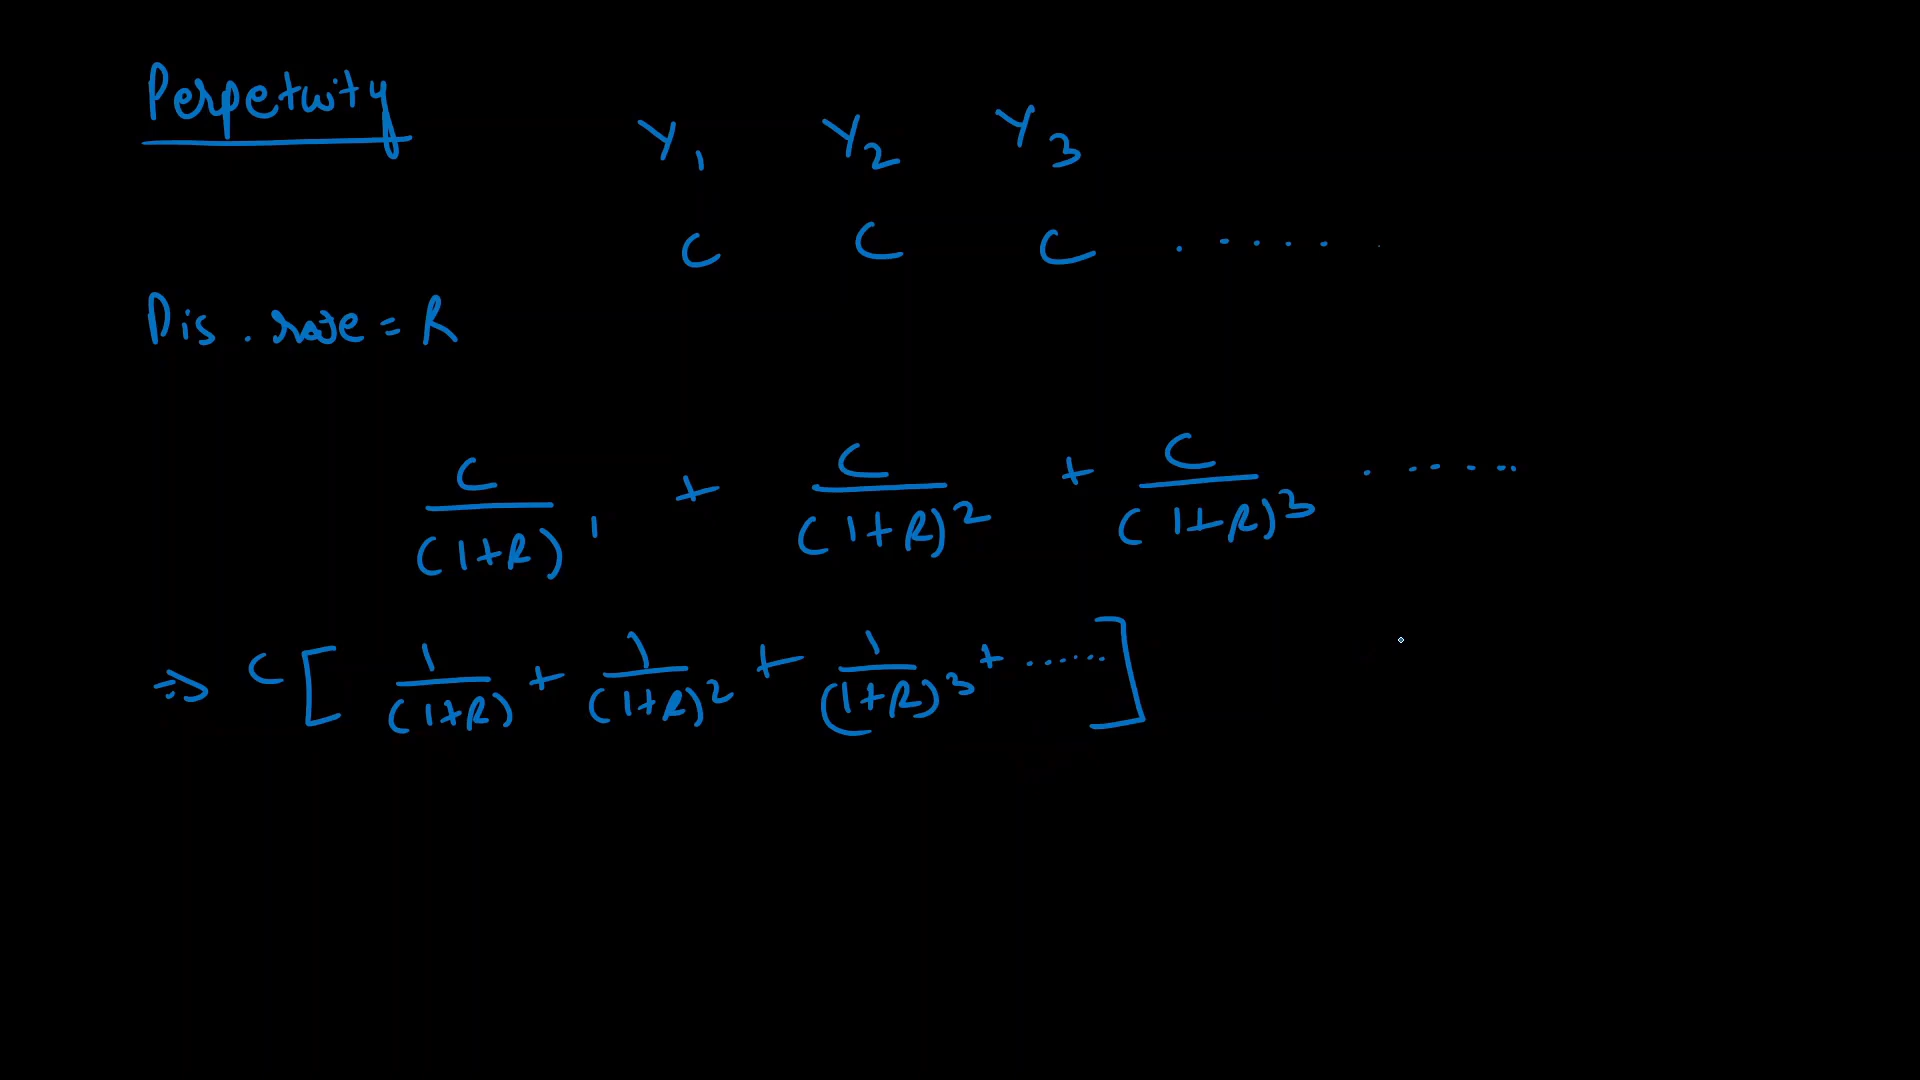 Perpetuity
Y₁ Y₂ Y₃
C C C . . . . . .
Dis. rate = R
C/(1+R)¹ + C/(1+R)² + C/(1+R)³ . . . . . .
⇒ C [ 1/(1+R) + 1/(1+R)² + 1/(1+R)³ + ...... ]